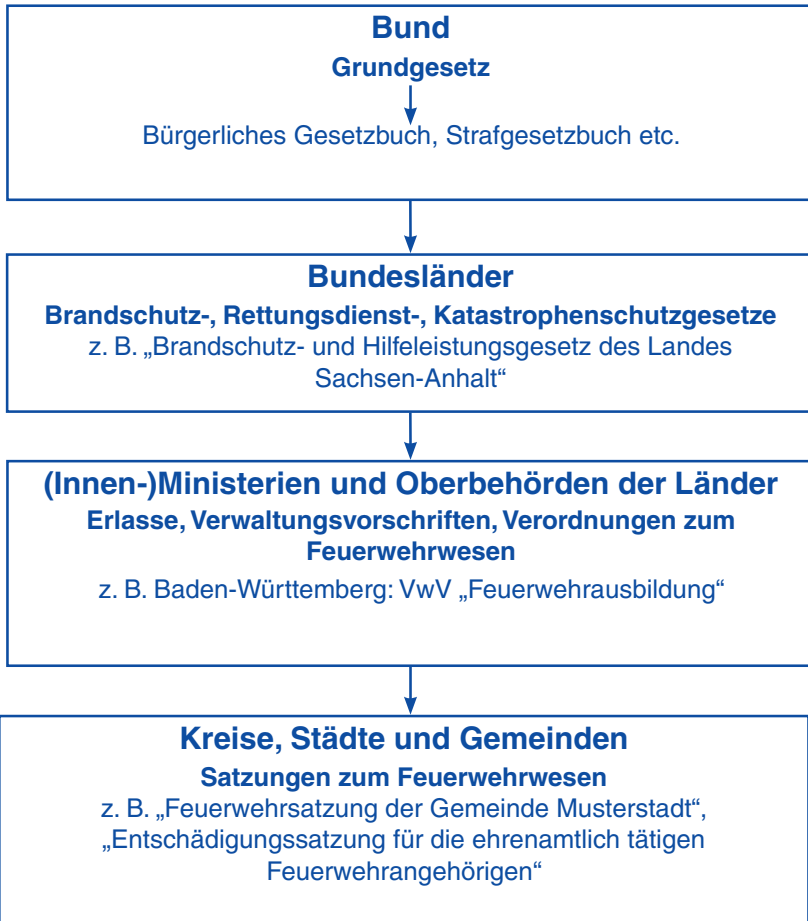 Bund
Grundgesetz
Bürgerliches Gesetzbuch, Strafgesetzbuch etc.
Bundesländer
Brandschutz-, Rettungsdienst-, Katastrophenschutzgesetze
z. B. „Brandschutz- und Hilfeleistungsgesetz des Landes
Sachsen-Anhalt“
(Innen-)Ministerien und Oberbehörden der Länder
Erlasse, Verwaltungsvorschriften, Verordnungen zum
Feuerwehrwesen
z. B. Baden-Württemberg: VwV „Feuerwehrausbildung“
Kreise, Städte und Gemeinden
Satzungen zum Feuerwehrwesen
z. B. „Feuerwehrsatzung der Gemeinde Musterstadt“,
„Entschädigungssatzung für die ehrenamtlich tätigen
Feuerwehrangehörigen“